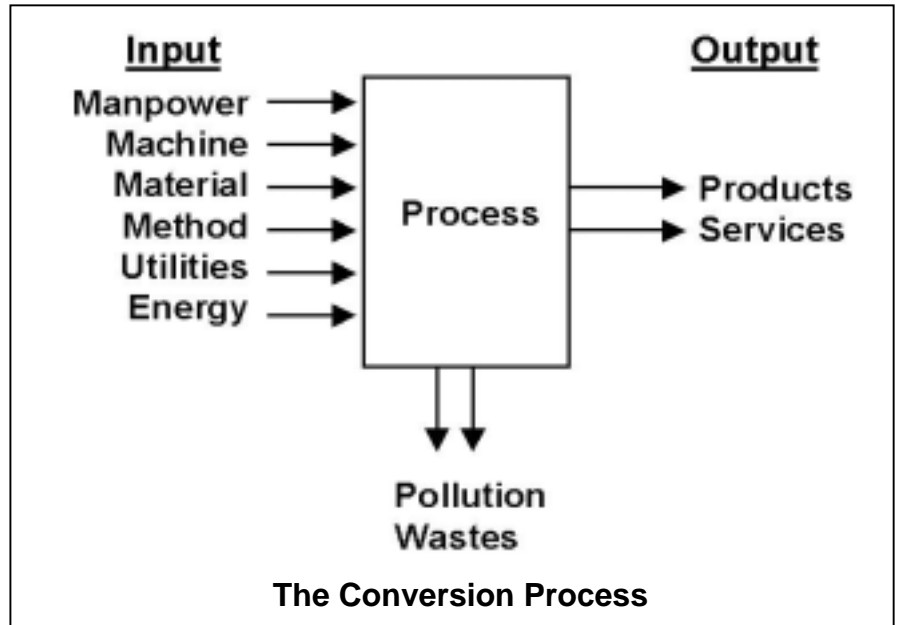 Input
Manpower
Machine
Material
Method
Utilities
Energy
Process
Output
Products
Services
Pollution
Wastes
The Conversion Process